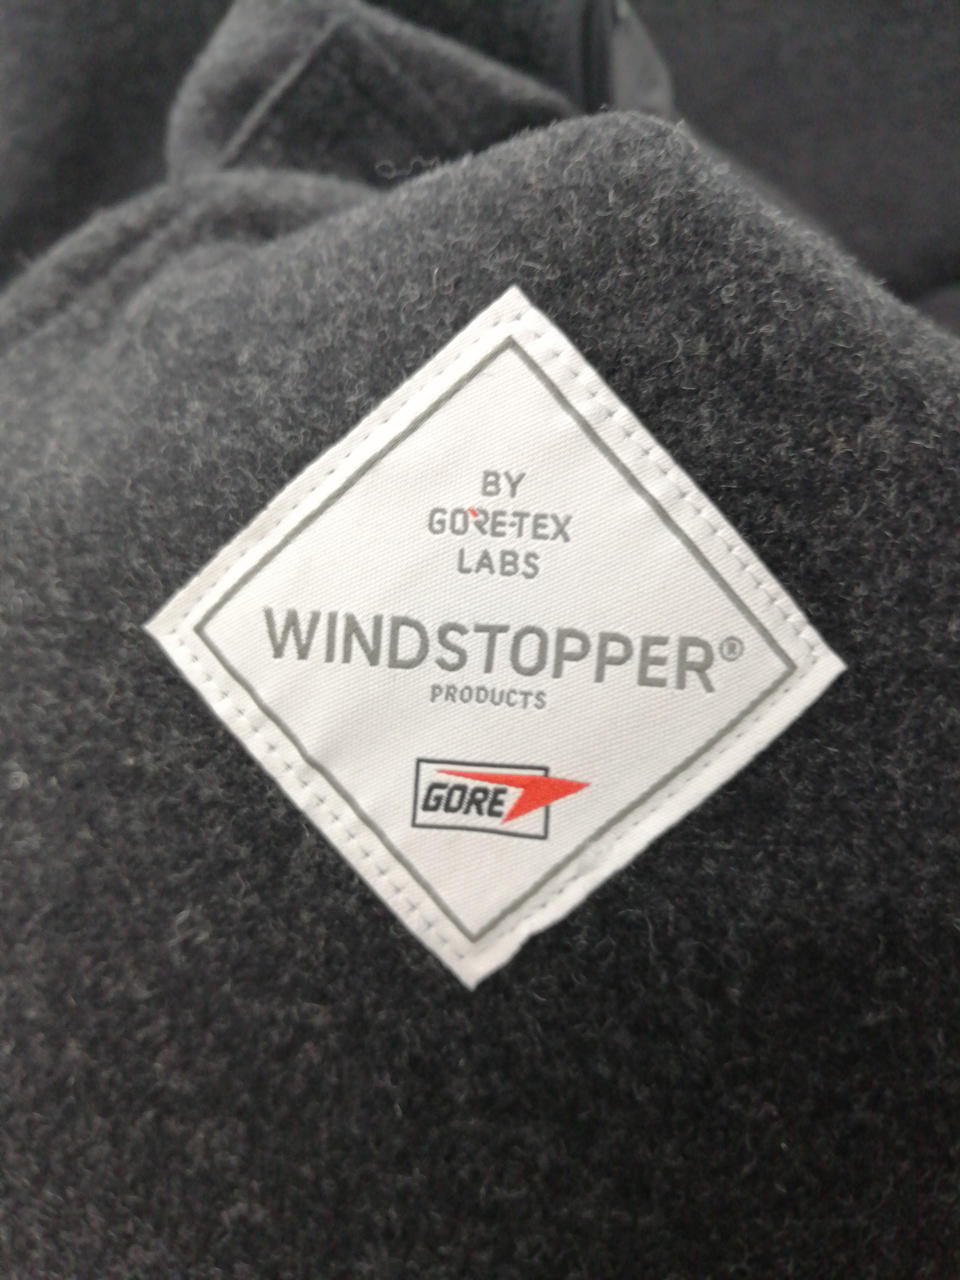 BY
GORE-TEX
LABS
WINDSTOPPER®
PRODUCTS
GORE